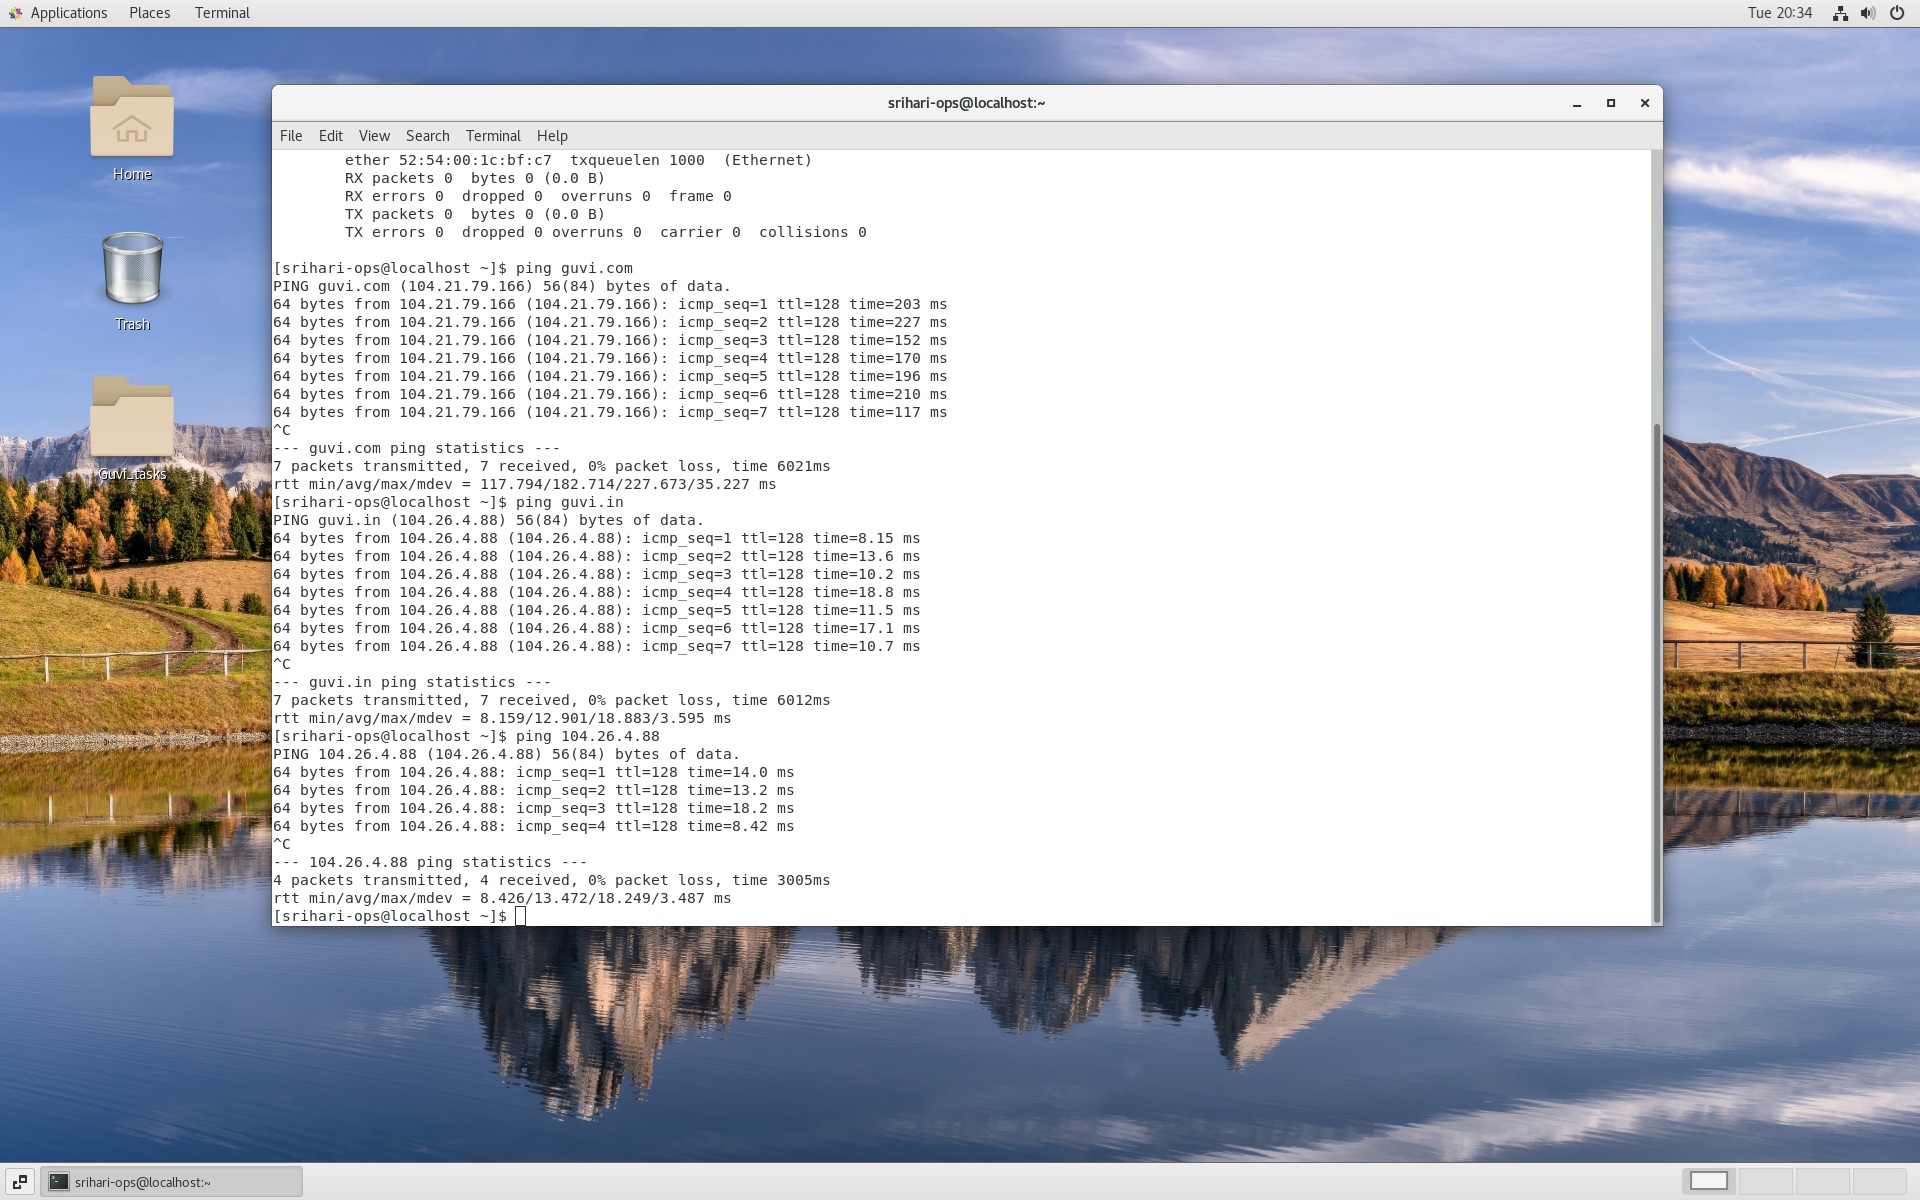 Applications Places Terminal Tue 20:34
Home
Trash
Guvi_tasks
srihari-ops@localhost:~
File Edit View Search Terminal Help
        ether 52:54:00:1c:bf:c7  txqueuelen 1000  (Ethernet)
        RX packets 0  bytes 0 (0.0 B)
        RX errors 0  dropped 0  overruns 0  frame 0
        TX packets 0  bytes 0 (0.0 B)
        TX errors 0  dropped 0 overruns 0  carrier 0  collisions 0
[srihari-ops@localhost ~]$ ping guvi.com
PING guvi.com (104.21.79.166) 56(84) bytes of data.
64 bytes from 104.21.79.166 (104.21.79.166): icmp_seq=1 ttl=128 time=203 ms
64 bytes from 104.21.79.166 (104.21.79.166): icmp_seq=2 ttl=128 time=227 ms
64 bytes from 104.21.79.166 (104.21.79.166): icmp_seq=3 ttl=128 time=152 ms
64 bytes from 104.21.79.166 (104.21.79.166): icmp_seq=4 ttl=128 time=170 ms
64 bytes from 104.21.79.166 (104.21.79.166): icmp_seq=5 ttl=128 time=196 ms
64 bytes from 104.21.79.166 (104.21.79.166): icmp_seq=6 ttl=128 time=210 ms
64 bytes from 104.21.79.166 (104.21.79.166): icmp_seq=7 ttl=128 time=117 ms
^C
--- guvi.com ping statistics ---
7 packets transmitted, 7 received, 0% packet loss, time 6021ms
rtt min/avg/max/mdev = 117.794/182.714/227.673/35.227 ms
[srihari-ops@localhost ~]$ ping guvi.in
PING guvi.in (104.26.4.88) 56(84) bytes of data.
64 bytes from 104.26.4.88 (104.26.4.88): icmp_seq=1 ttl=128 time=8.15 ms
64 bytes from 104.26.4.88 (104.26.4.88): icmp_seq=2 ttl=128 time=13.6 ms
64 bytes from 104.26.4.88 (104.26.4.88): icmp_seq=3 ttl=128 time=10.2 ms
64 bytes from 104.26.4.88 (104.26.4.88): icmp_seq=4 ttl=128 time=18.8 ms
64 bytes from 104.26.4.88 (104.26.4.88): icmp_seq=5 ttl=128 time=11.5 ms
64 bytes from 104.26.4.88 (104.26.4.88): icmp_seq=6 ttl=128 time=17.1 ms
64 bytes from 104.26.4.88 (104.26.4.88): icmp_seq=7 ttl=128 time=10.7 ms
^C
--- guvi.in ping statistics ---
7 packets transmitted, 7 received, 0% packet loss, time 6012ms
rtt min/avg/max/mdev = 8.159/12.901/18.883/3.595 ms
[srihari-ops@localhost ~]$ ping 104.26.4.88
PING 104.26.4.88 (104.26.4.88) 56(84) bytes of data.
64 bytes from 104.26.4.88: icmp_seq=1 ttl=128 time=14.0 ms
64 bytes from 104.26.4.88: icmp_seq=2 ttl=128 time=13.2 ms
64 bytes from 104.26.4.88: icmp_seq=3 ttl=128 time=18.2 ms
64 bytes from 104.26.4.88: icmp_seq=4 ttl=128 time=8.42 ms
^C
--- 104.26.4.88 ping statistics ---
4 packets transmitted, 4 received, 0% packet loss, time 3005ms
rtt min/avg/max/mdev = 8.426/13.472/18.249/3.487 ms
[srihari-ops@localhost ~]$
srihari-ops@localhost:~